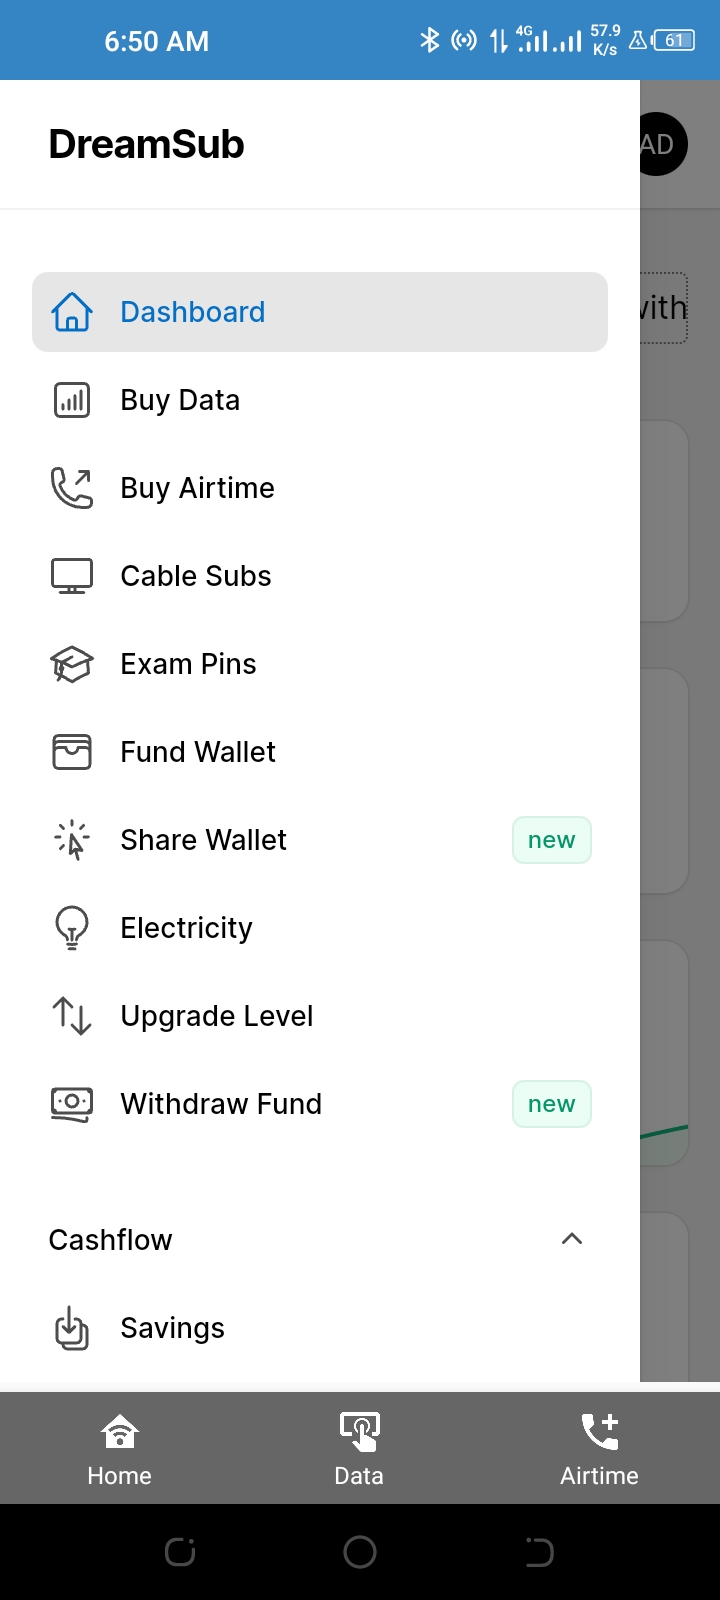 6:50 AM
4G
57.9
K/s
61
DreamSub
AD
Dashboard
with
Buy Data
Buy Airtime
Cable Subs
Exam Pins
Fund Wallet
Share Wallet
new
Electricity
Upgrade Level
Withdraw Fund
new
Cashflow
Savings
Home
Data
Airtime